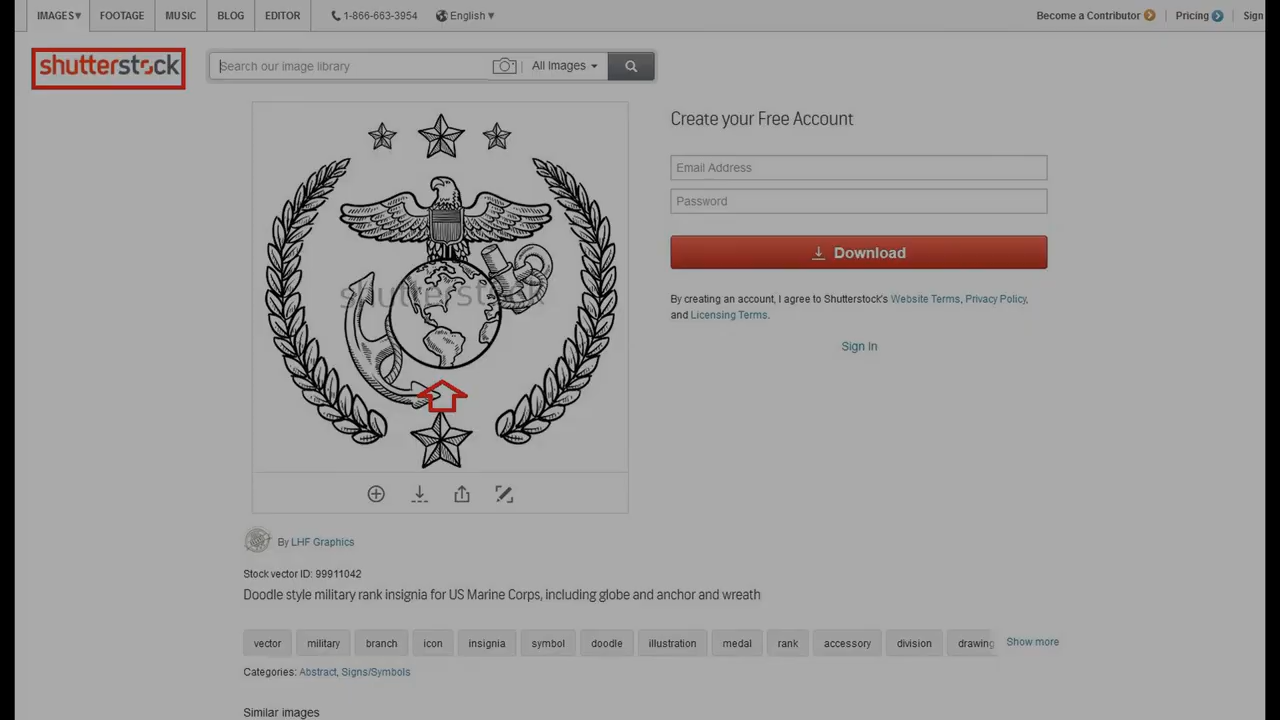 IMAGES FOOTAGE MUSIC BLOG EDITOR 1-866-663-3954 English Become a Contributor Pricing Sign
shutterstock Search our image library All Images
Create your Free Account
Email Address
Password
Download
By creating an account, I agree to Shutterstock's Website Terms, Privacy Policy,
and Licensing Terms.
Sign In
shutterstock
By LHF Graphics
Stock vector ID: 99911042
Doodle style military rank insignia for US Marine Corps, including globe and anchor and wreath
vector military branch icon insignia symbol doodle illustration medal rank accessory division drawing Show more
Categories: Abstract, Signs/Symbols
Similar images